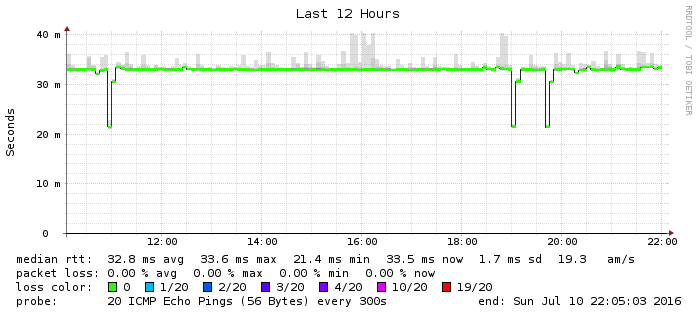 Last 12 Hours
RRDTOOL / TOBI OETIKER
Seconds
40 m
30 m
20 m
10 m
0
12:00 14:00 16:00 18:00 20:00 22:00
median rtt: 32.8 ms avg 33.6 ms max 21.4 ms min 33.5 ms now 1.7 ms sd 19.3 am/s
packet loss: 0.00 % avg 0.00 % max 0.00 % min 0.00 % now
loss color: 0 1/20 2/20 3/20 4/20 10/20 19/20
probe: 20 ICMP Echo Pings (56 Bytes) every 300s end: Sun Jul 10 22:05:03 2016